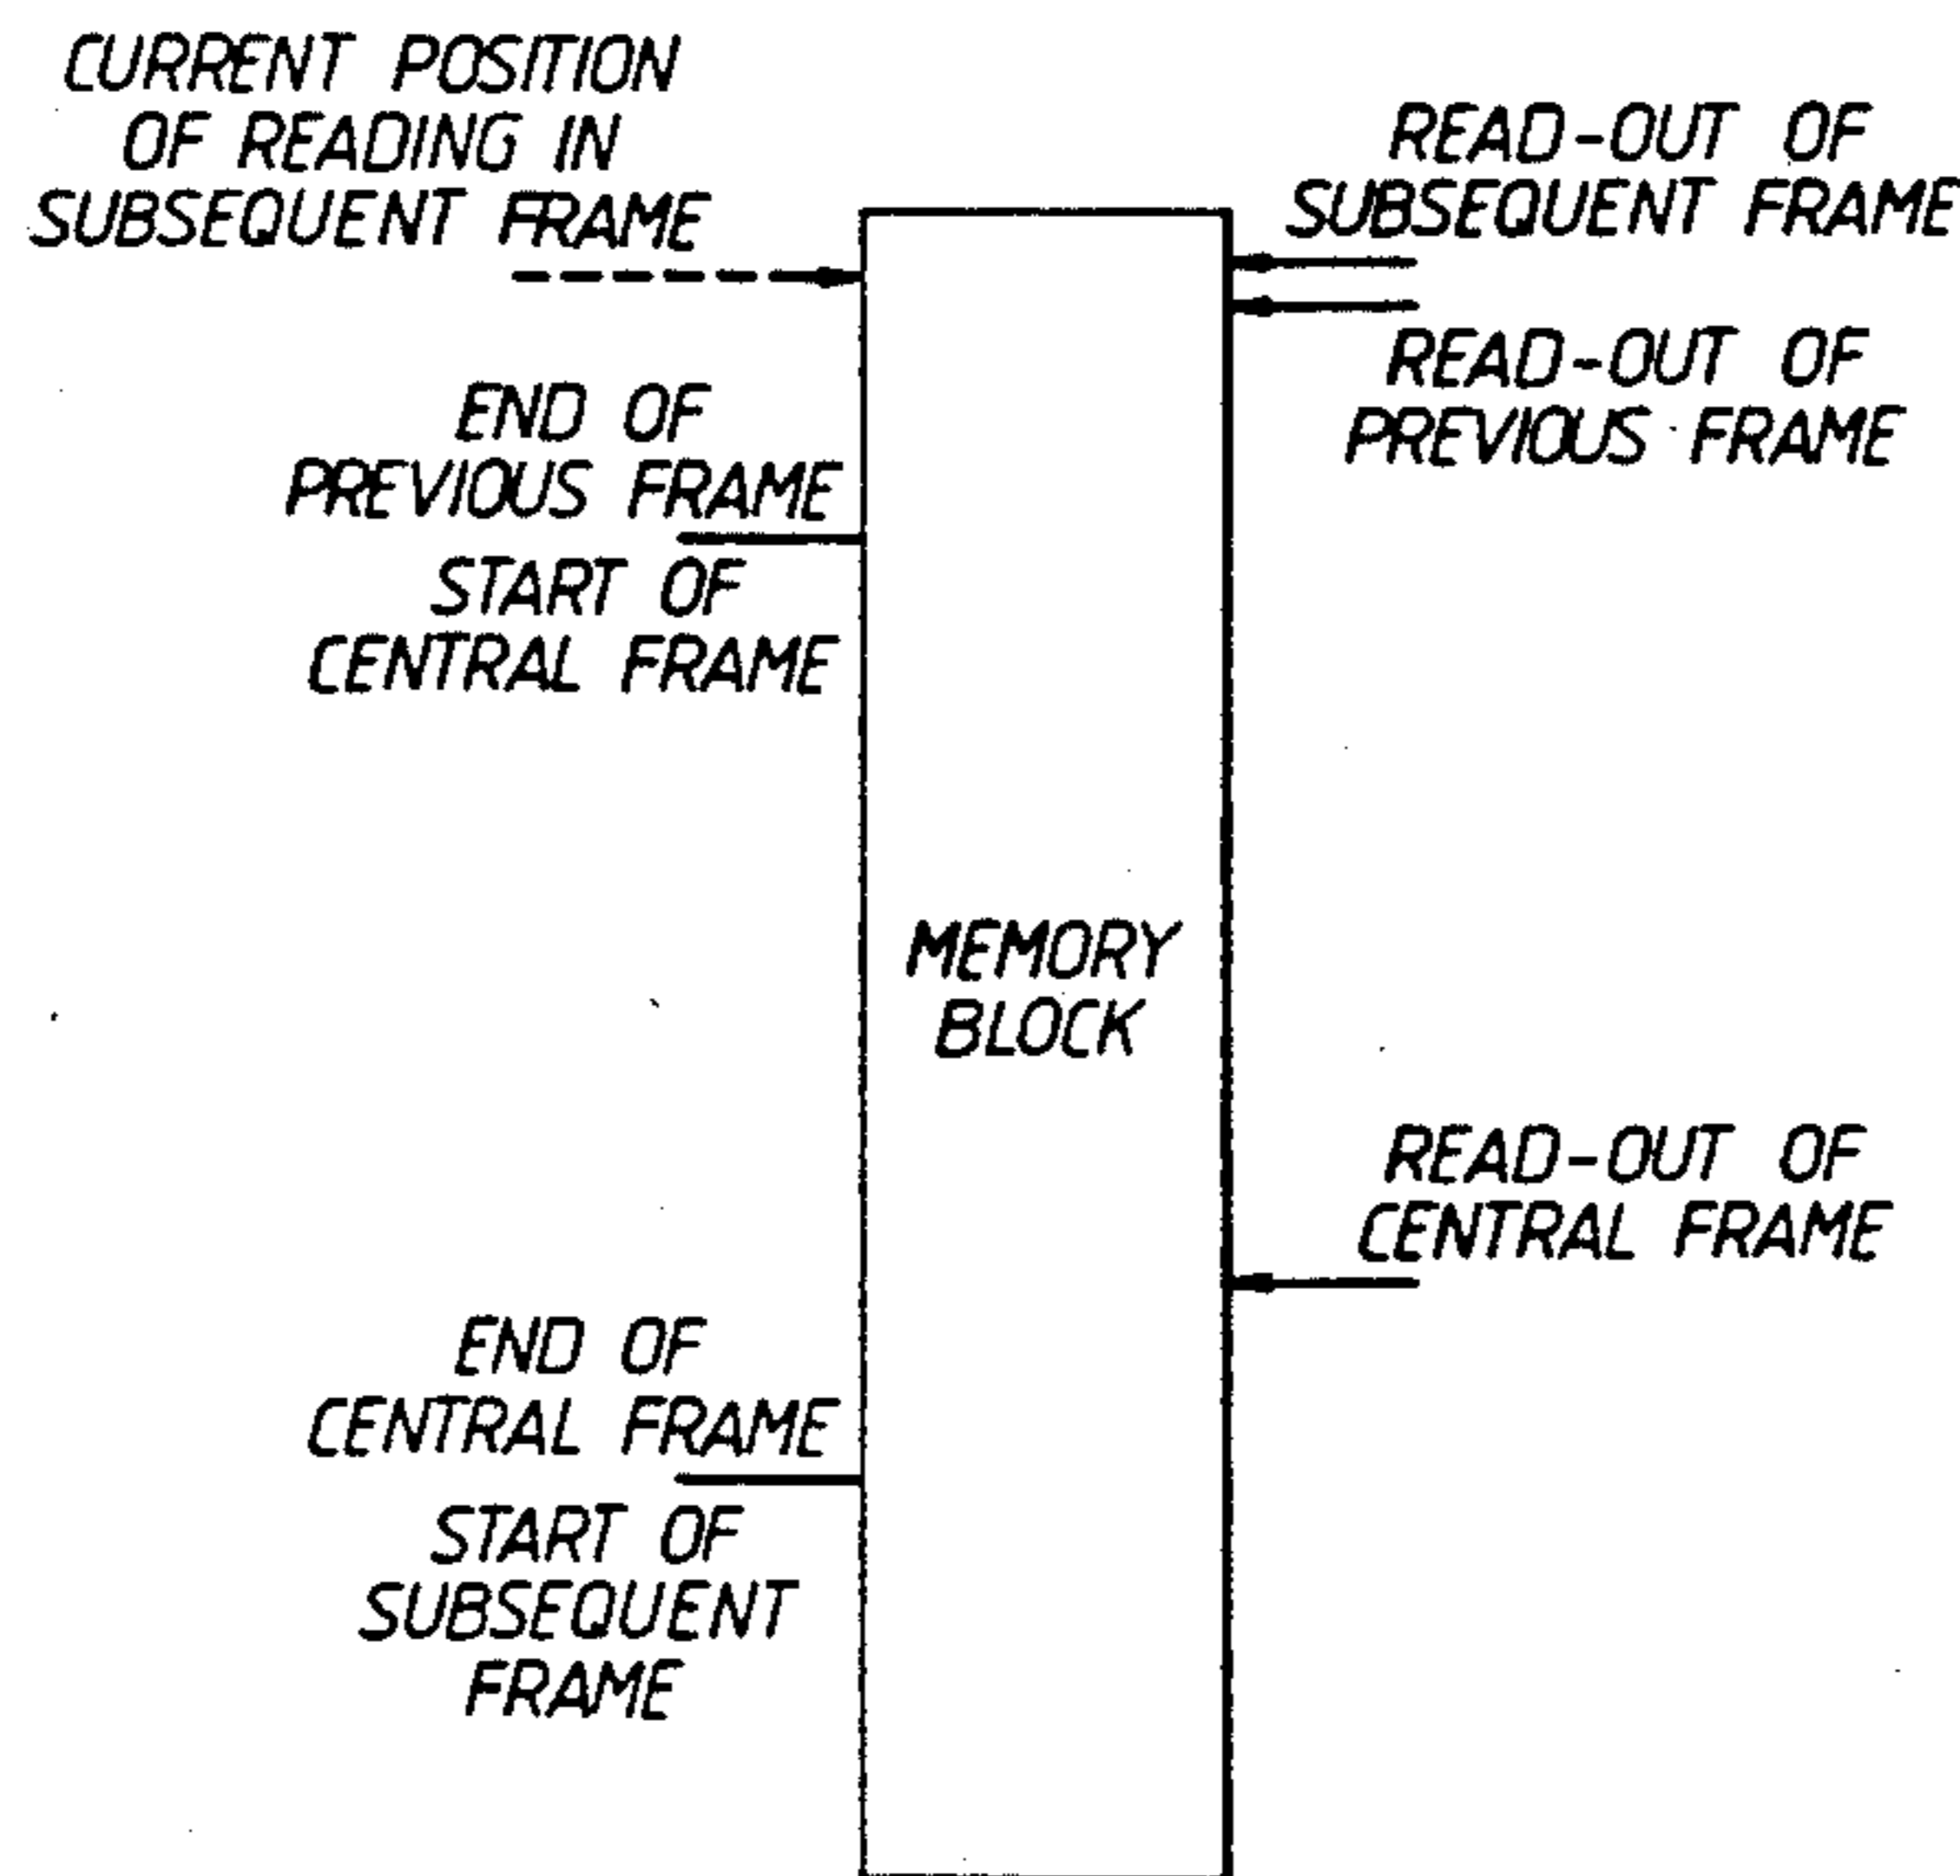 CURRENT POSITION
OF READING IN
SUBSEQUENT FRAME
READ-OUT OF
SUBSEQUENT FRAME
READ-OUT OF
PREVIOUS FRAME
END OF
PREVIOUS FRAME
START OF
CENTRAL FRAME
MEMORY
BLOCK
READ-OUT OF
CENTRAL FRAME
END OF
CENTRAL FRAME
START OF
SUBSEQUENT
FRAME